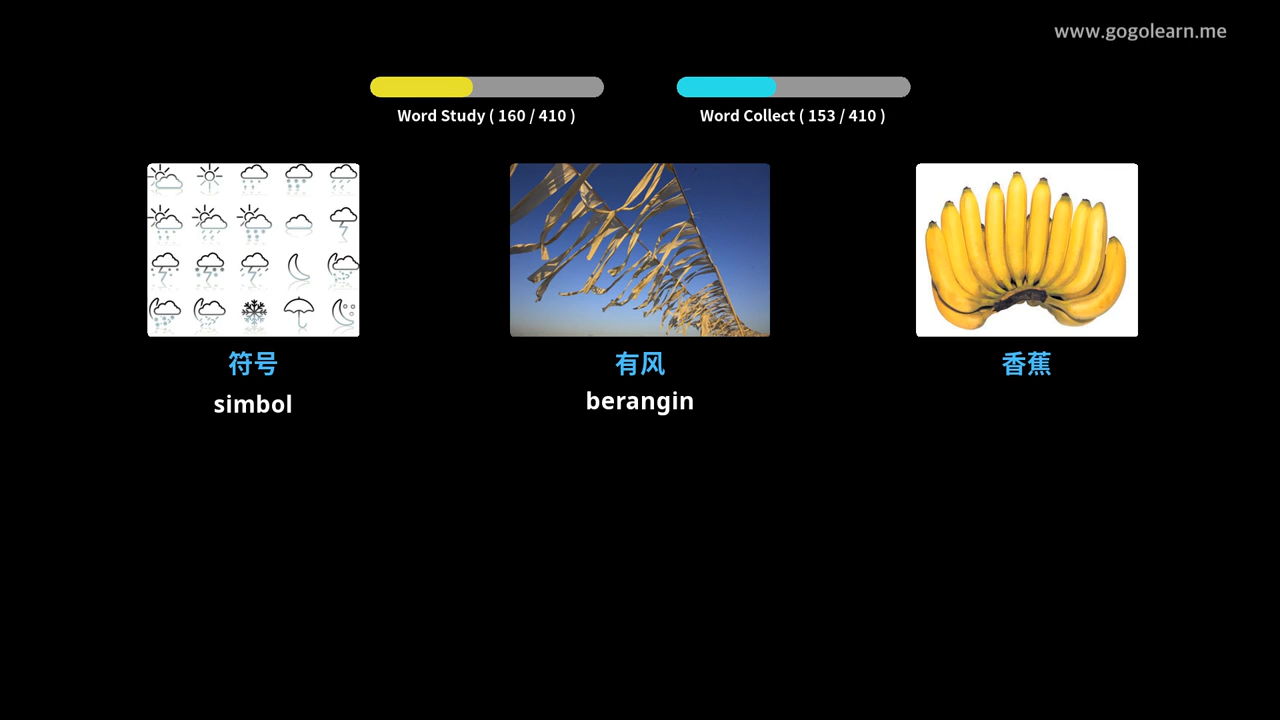 www.gogolearn.me
Word Study ( 160 / 410 )
Word Collect ( 153 / 410 )
符号
simbol
有风
berangin
香蕉